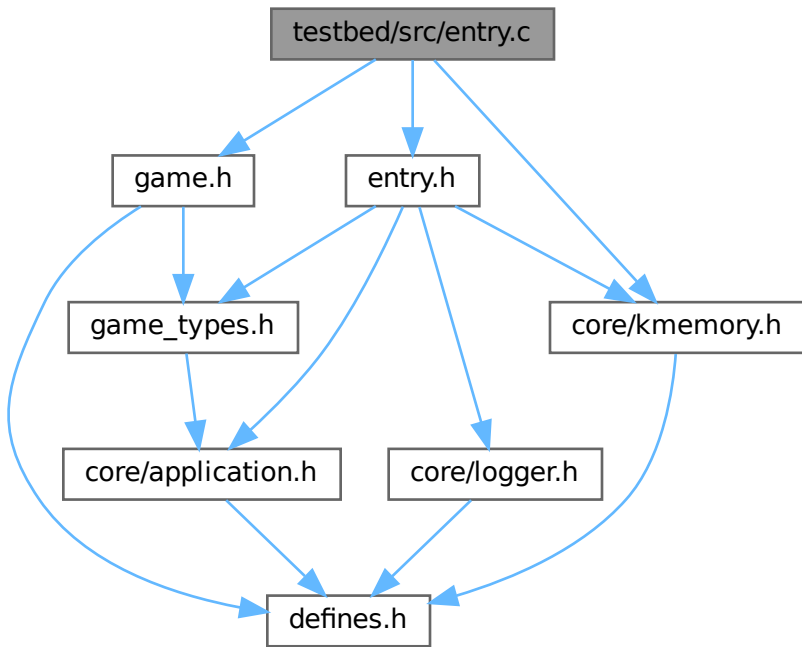 testbed/src/entry.c
game.h
entry.h
game_types.h
core/kmemory.h
core/application.h
core/logger.h
defines.h